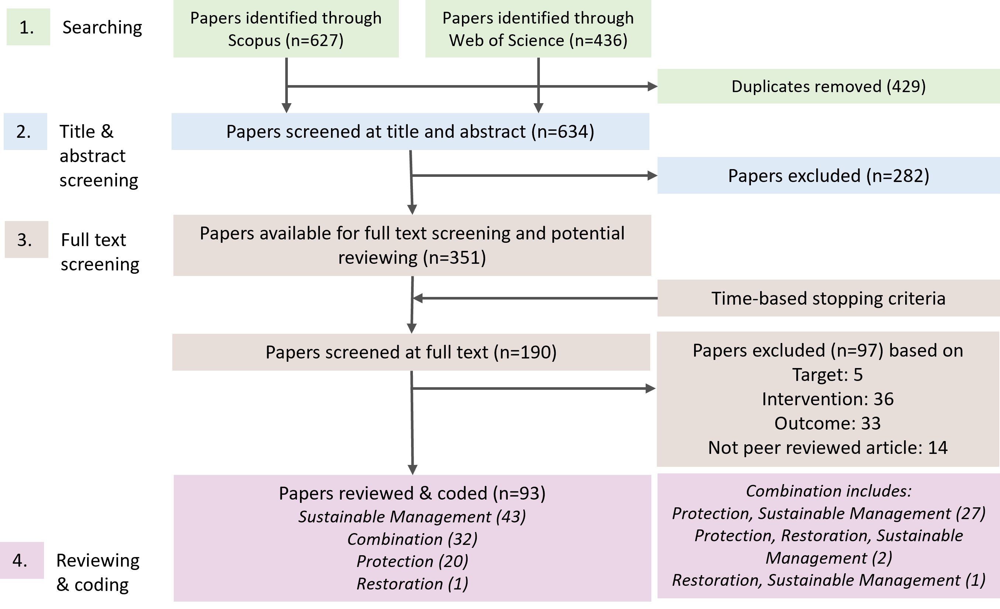 1.
Searching
Papers identified through
Scopus (n=627)
Papers identified through
Web of Science (n=436)
Duplicates removed (429)
2.
Title &
abstract
screening
Papers screened at title and abstract (n=634)
Papers excluded (n=282)
3.
Full text
screening
Papers available for full text screening and potential
reviewing (n=351)
Time-based stopping criteria
Papers screened at full text (n=190)
Papers excluded (n=97) based on
Target: 5
Intervention: 36
Outcome: 33
Not peer reviewed article: 14
4.
Reviewing
& coding
Papers reviewed & coded (n=93)
Sustainable Management (43)
Combination (32)
Protection (20)
Restoration (1)
Combination includes:
Protection, Sustainable Management (27)
Protection, Restoration, Sustainable
Management (2)
Restoration, Sustainable Management (1)